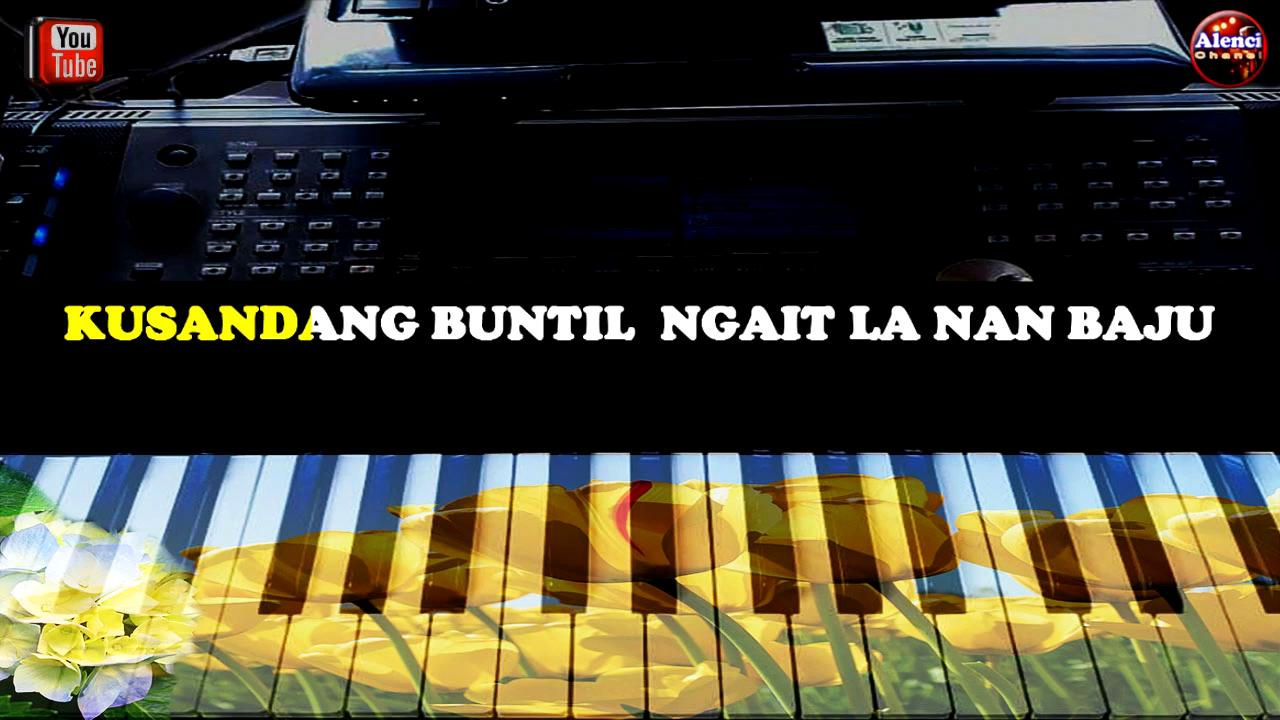 You
Tube
Alenci
Chanel
KUSANDANG BUNTIL NGAIT LA NAN BAJU